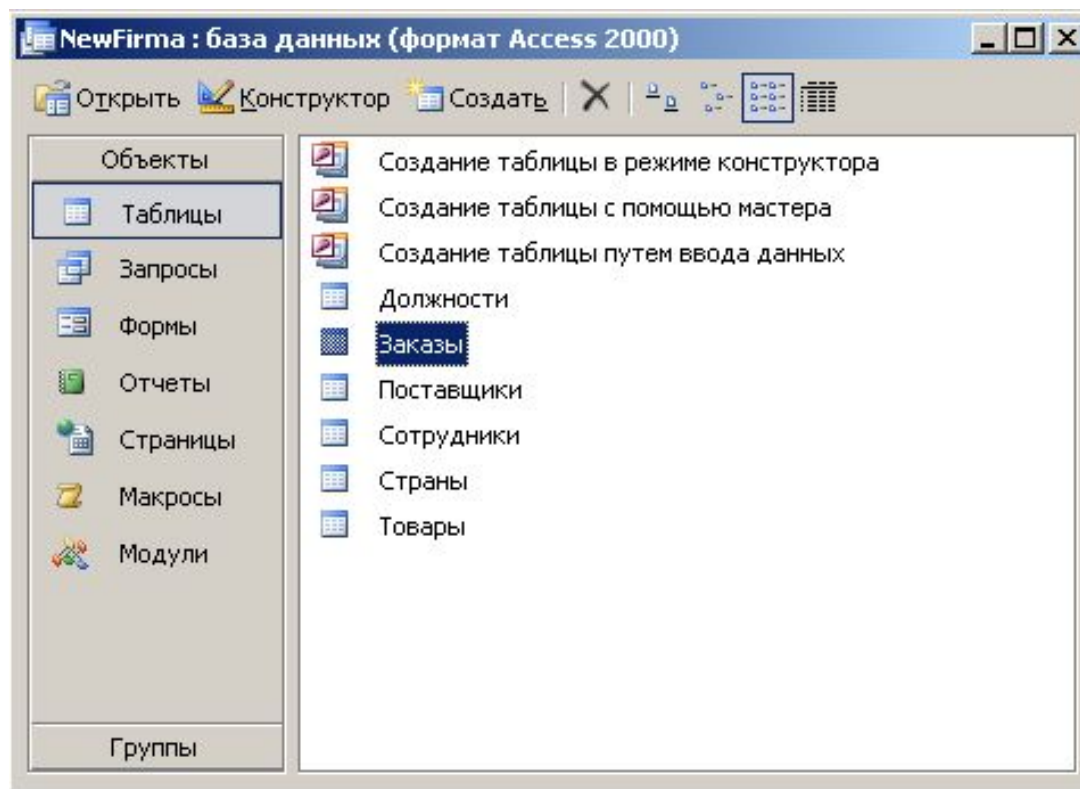 NewFirma : база данных (формат Access 2000)
Открыть Конструктор Создать
Объекты
Таблицы
Запросы
Формы
Отчеты
Страницы
Макросы
Модули
Группы
Создание таблицы в режиме конструктора
Создание таблицы с помощью мастера
Создание таблицы путем ввода данных
Должности
Заказы
Поставщики
Сотрудники
Страны
Товары